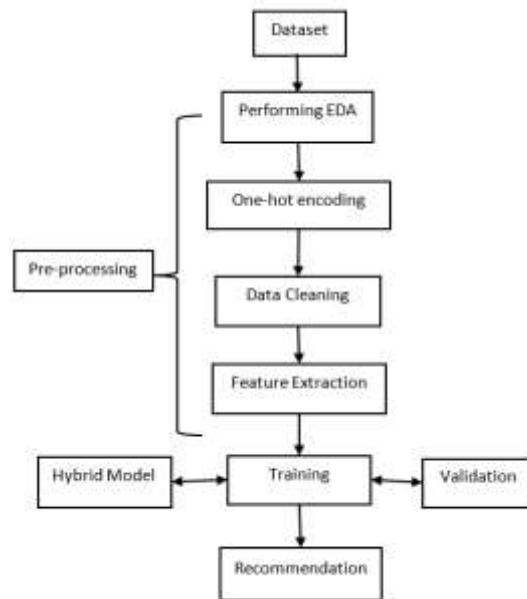 Dataset
Performing EDA
One-hot encoding
Pre-processing
Data Cleaning
Feature Extraction
Hybrid Model
Training
Validation
Recommendation